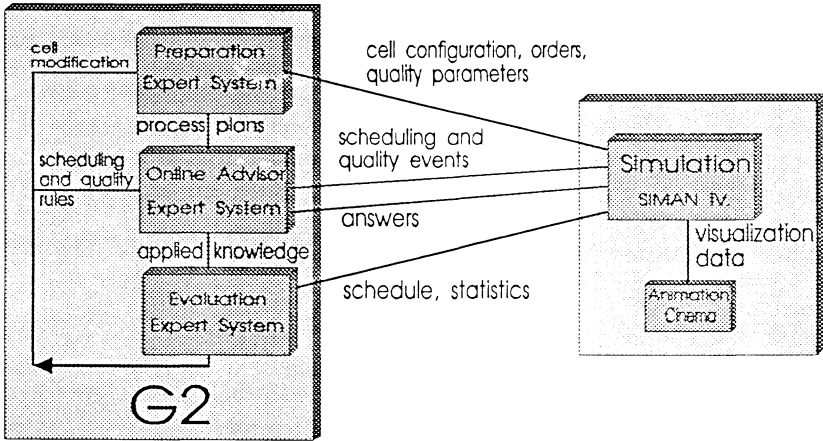 cell
modification
Preparation
Expert System
process plans
scheduling
and quality
rules
Online Advisor
Expert System
applied knowledge
Evaluation
Expert System
G2
cell configuration, orders,
quality parameters
scheduling and
quality events
answers
schedule, statistics
Simulation
SIMAN IV.
visualization
data
Animation
Cinema